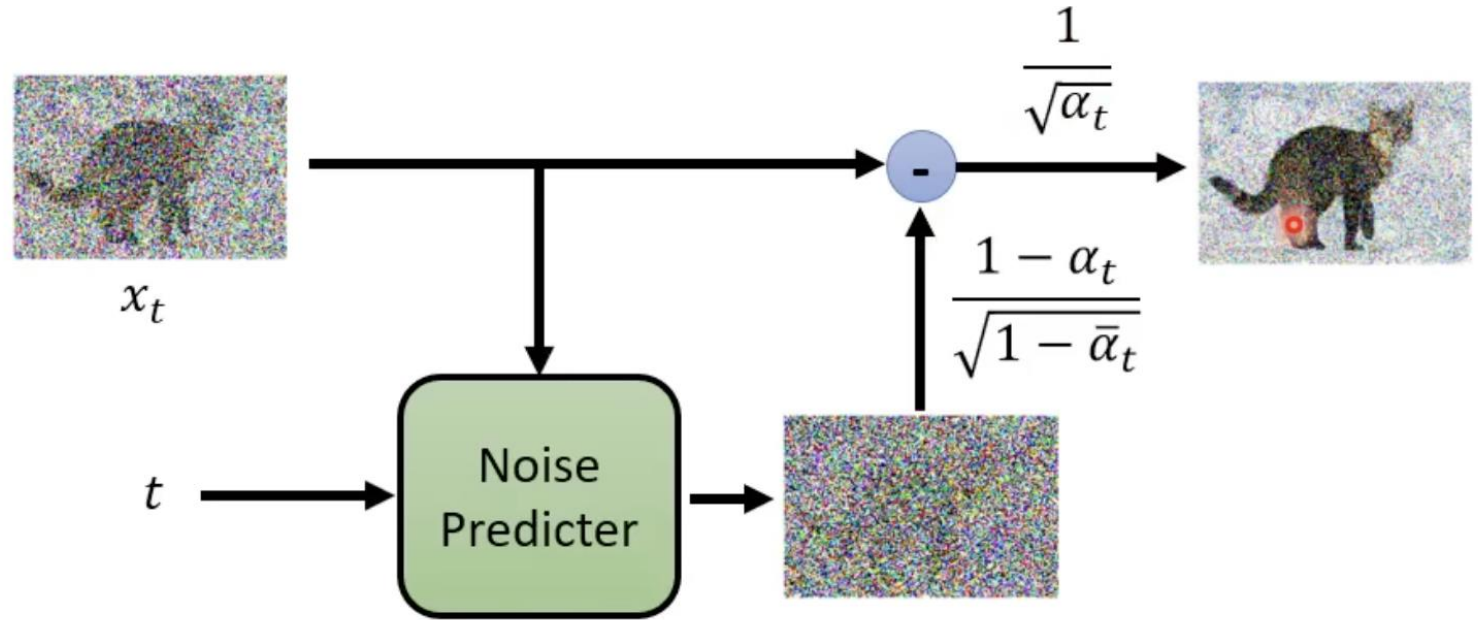 1
√α_t
x_t
-
1 − α_t
√1 − ᾱ_t
t
Noise
Predicter